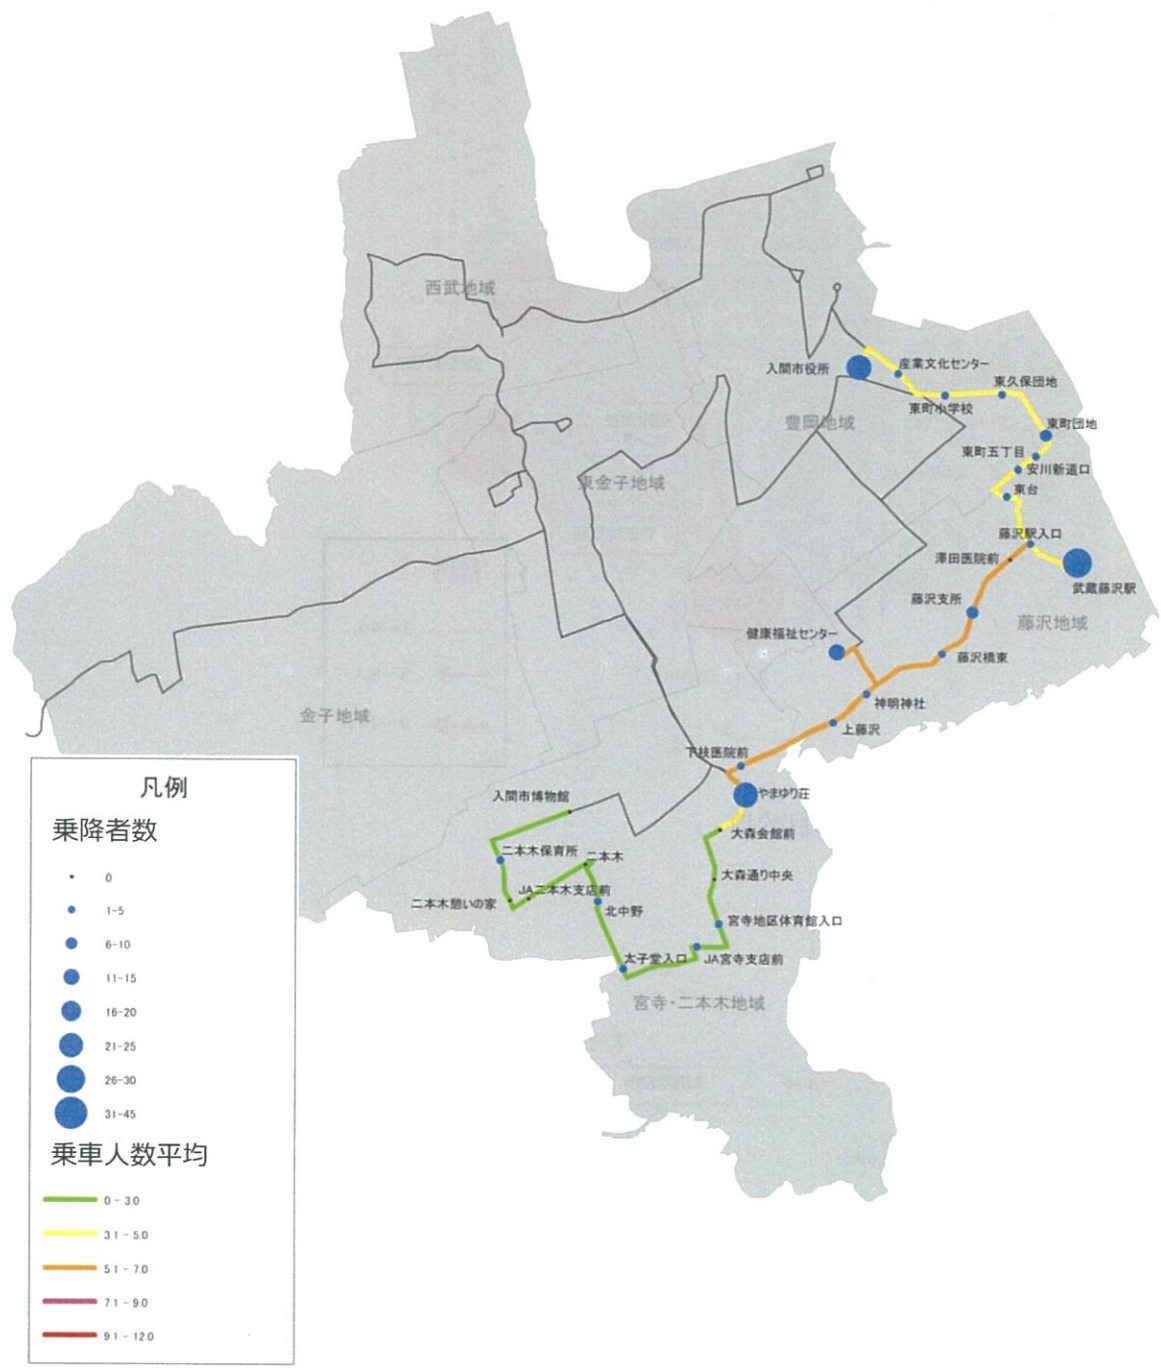 西武地域
入間市役所
産業文化センター
東久保団地
東町小学校
豊岡地域
東町団地
東町五丁目
安川新道口
東金子地域
東台
藤沢駅入口
澤田医院前
武蔵藤沢駅
藤沢支所
藤沢地域
健康福祉センター
藤沢橋東
神明神社
金子地域
上藤沢
下枝医院前
入間市博物館
やまゆり荘
大森会館前
二本木保育所
二本木
大森通り中央
JA二本木支店前
二本木憩いの家
北中野
宮寺地区体育館入口
太子堂入口
JA宮寺支店前
宮寺・二本木地域
凡例
乗降者数
0
1-5
6-10
11-15
16-20
21-25
26-30
31-45
乗車人数平均
0 - 3.0
3.1 - 5.0
5.1 - 7.0
7.1 - 9.0
9.1 - 12.0